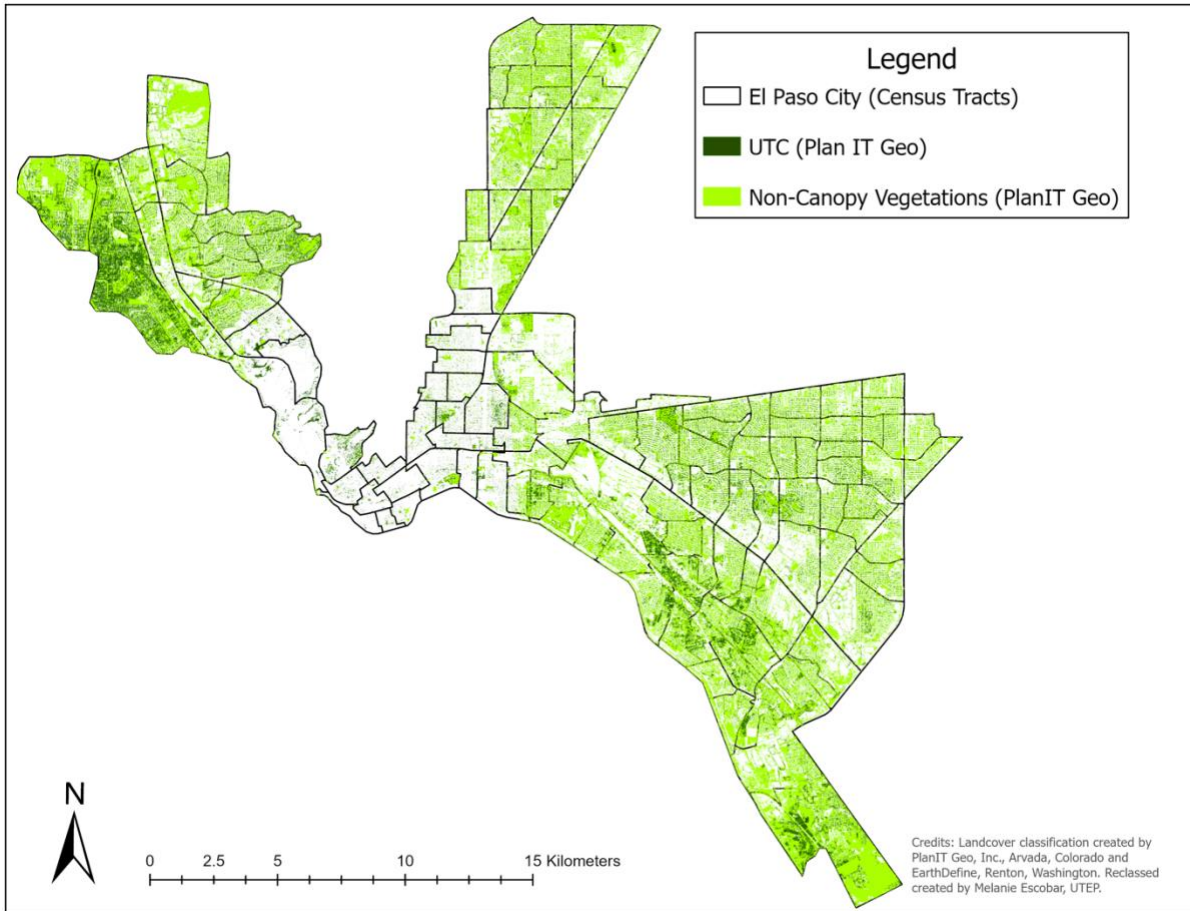 Legend
El Paso City (Census Tracts)
UTC (Plan IT Geo)
Non-Canopy Vegetations (PlanIT Geo)
N
0 2.5 5 10 15 Kilometers
Credits: Landcover classification created by
PlanIT Geo, Inc., Arvada, Colorado and
EarthDefine, Renton, Washington. Reclassed
created by Melanie Escobar, UTEP.